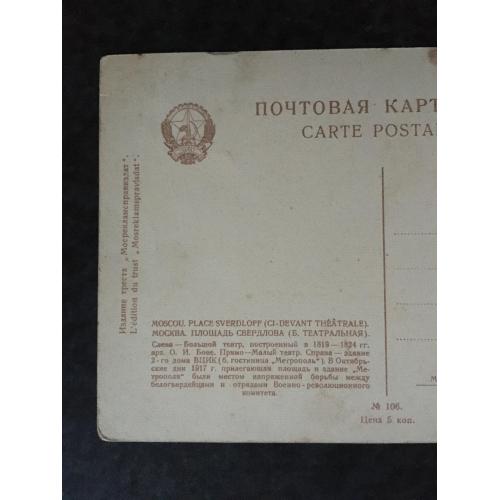 ПОЧТОВАЯ КАРТ
CARTE POSTAL
Издание треста „Мосрекламсправиздат“.
L'édition du trust „Mosreklamspravisdat“.
MOSCOU. PLACE SVERDLOFF (CI-DEVANT THÉÂTRALE).
МОСКВА. ПЛОЩАДЬ СВЕРДЛОВА (Б. ТЕАТРАЛЬНАЯ).
Слева — Большой театр, построенный в 1819 — 1824 гг.
арх. О. И. Бове. Прямо — Малый театр. Справа — здание
2-го дома ВЦИК (б. гостиница „Метрополь“). В Октябрь-
ские дни 1917 г. прилегающая площадь и здание „Ме-
трополя“ были местом напряженной борьбы между
белогвардейцами и отрядами Военно-революционного
комитета.
№ 106.
Цена 5 коп.
М